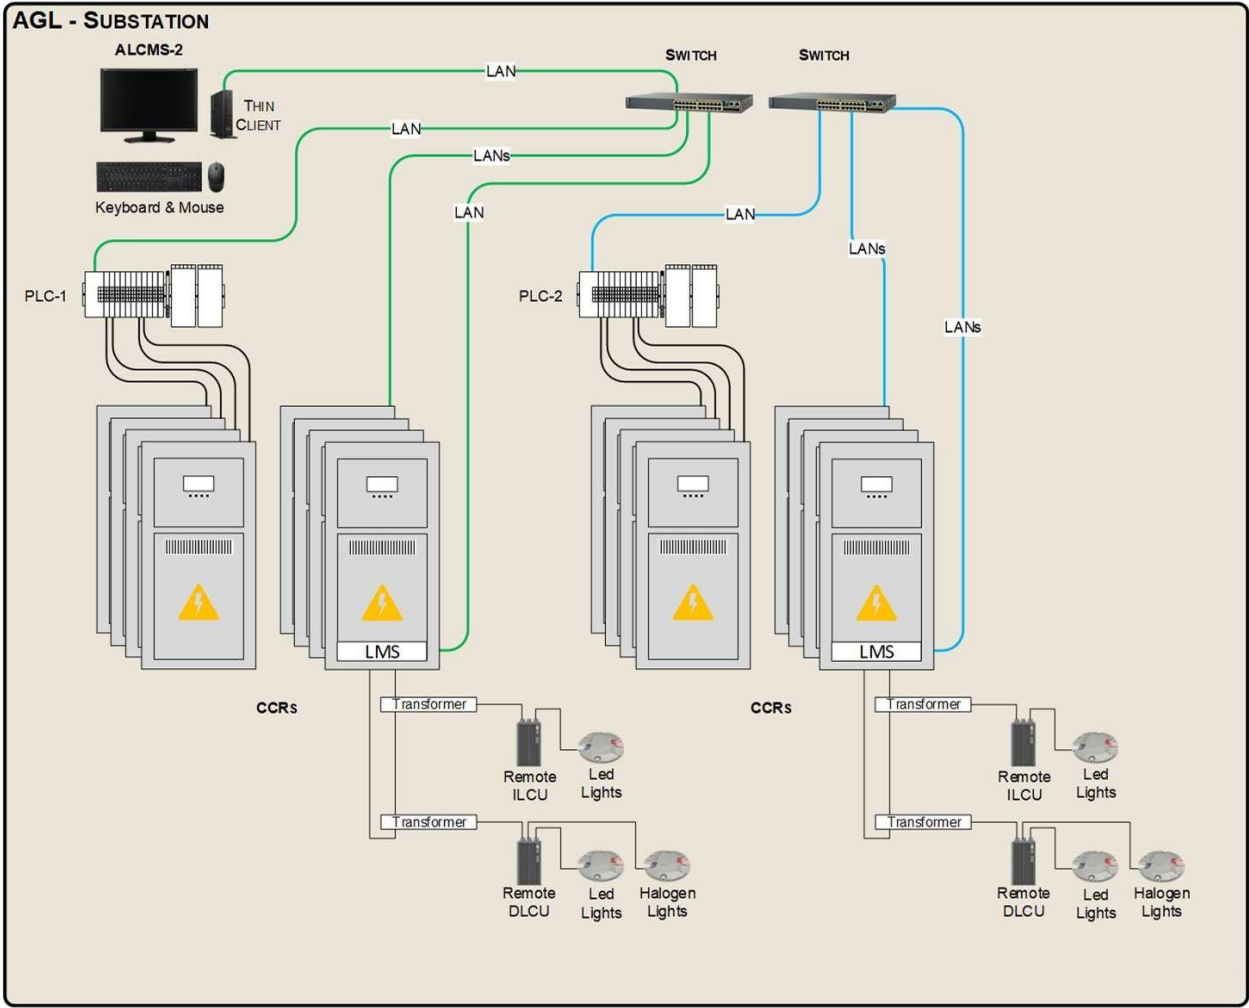 AGL - SUBSTATION
ALCMS-2
SWITCH
SWITCH
LAN
THIN
CLIENT
LAN
LANs
Keyboard & Mouse
LAN
LAN
LANs
PLC-1
PLC-2
LANs
LMS
LMS
CCRs
Transformer
CCRs
Transformer
Remote
ILCU
Led
Lights
Remote
ILCU
Led
Lights
Transformer
Transformer
Remote
DLCU
Led
Lights
Halogen
Lights
Remote
DLCU
Led
Lights
Halogen
Lights